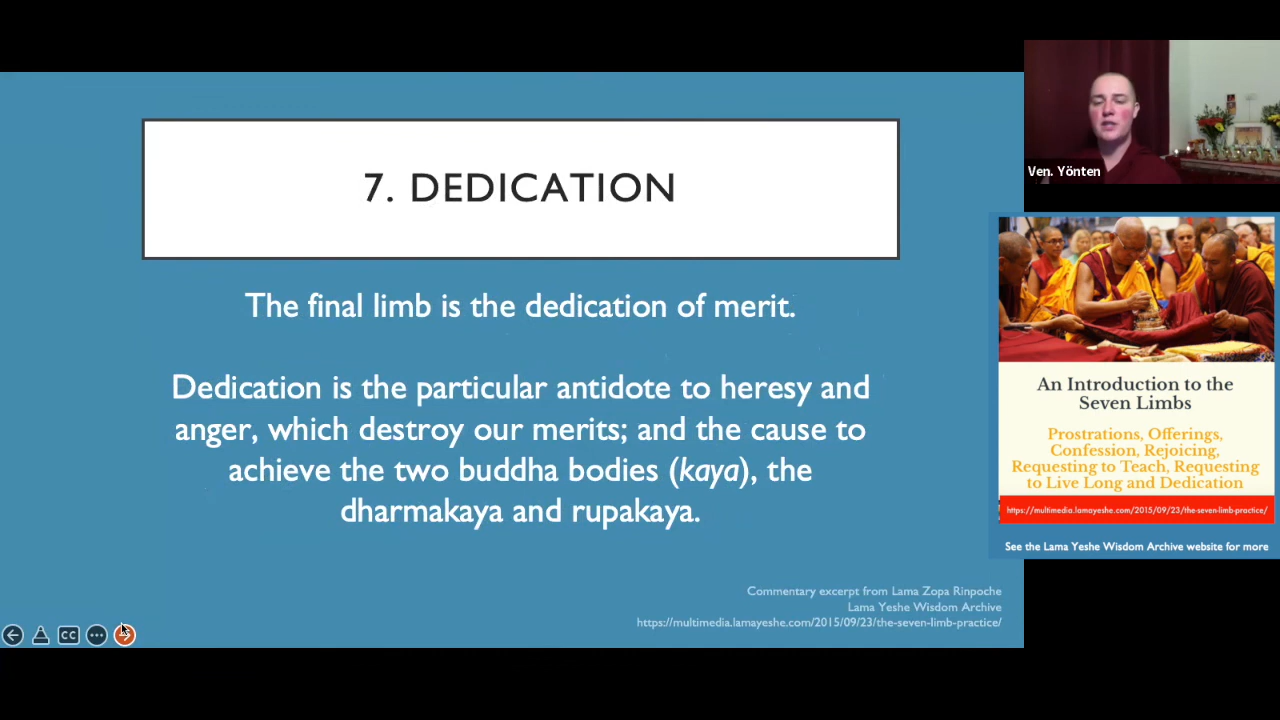 7. DEDICATION
The final limb is the dedication of merit.
Dedication is the particular antidote to heresy and
anger, which destroy our merits; and the cause to
achieve the two buddha bodies (kaya), the
dharmakaya and rupakaya.
Commentary excerpt from Lama Zopa Rinpoche
Lama Yeshe Wisdom Archive
https://multimedia.lamayeshe.com/2015/09/23/the-seven-limb-practice/
CC
Ven. Yönten
An Introduction to the
Seven Limbs
Prostrations, Offerings,
Confession, Rejoicing,
Requesting to Teach, Requesting
to Live Long and Dedication
https://multimedia.lamayeshe.com/2015/09/23/the-seven-limb-practice/
See the Lama Yeshe Wisdom Archive website for more